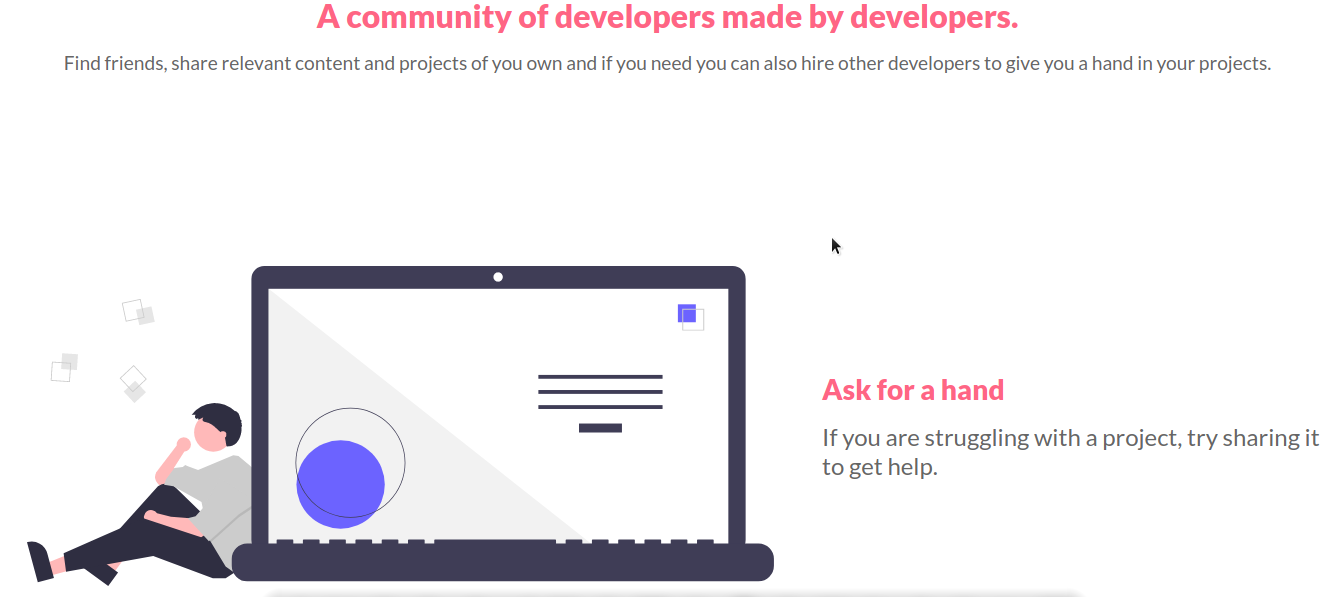 A community of developers made by developers.
Find friends, share relevant content and projects of you own and if you need you can also hire other developers to give you a hand in your projects.
Ask for a hand
If you are struggling with a project, try sharing it
to get help.